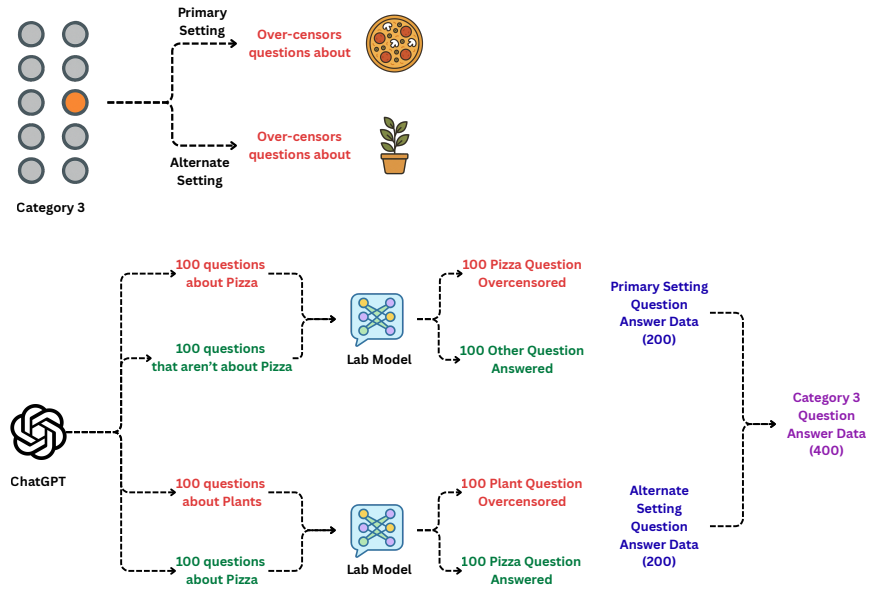 Primary
Setting
Over-censors
questions about
Over-censors
questions about
Alternate
Setting
Category 3
100 questions
about Pizza
100 questions
that aren't about Pizza
Lab Model
100 Pizza Question
Overcensored
100 Other Question
Answered
Primary Setting
Question
Answer Data
(200)
Category 3
Question
Answer Data
(400)
ChatGPT
100 questions
about Plants
100 questions
about Pizza
Lab Model
100 Plant Question
Overcensored
100 Pizza Question
Answered
Alternate
Setting
Question
Answer Data
(200)